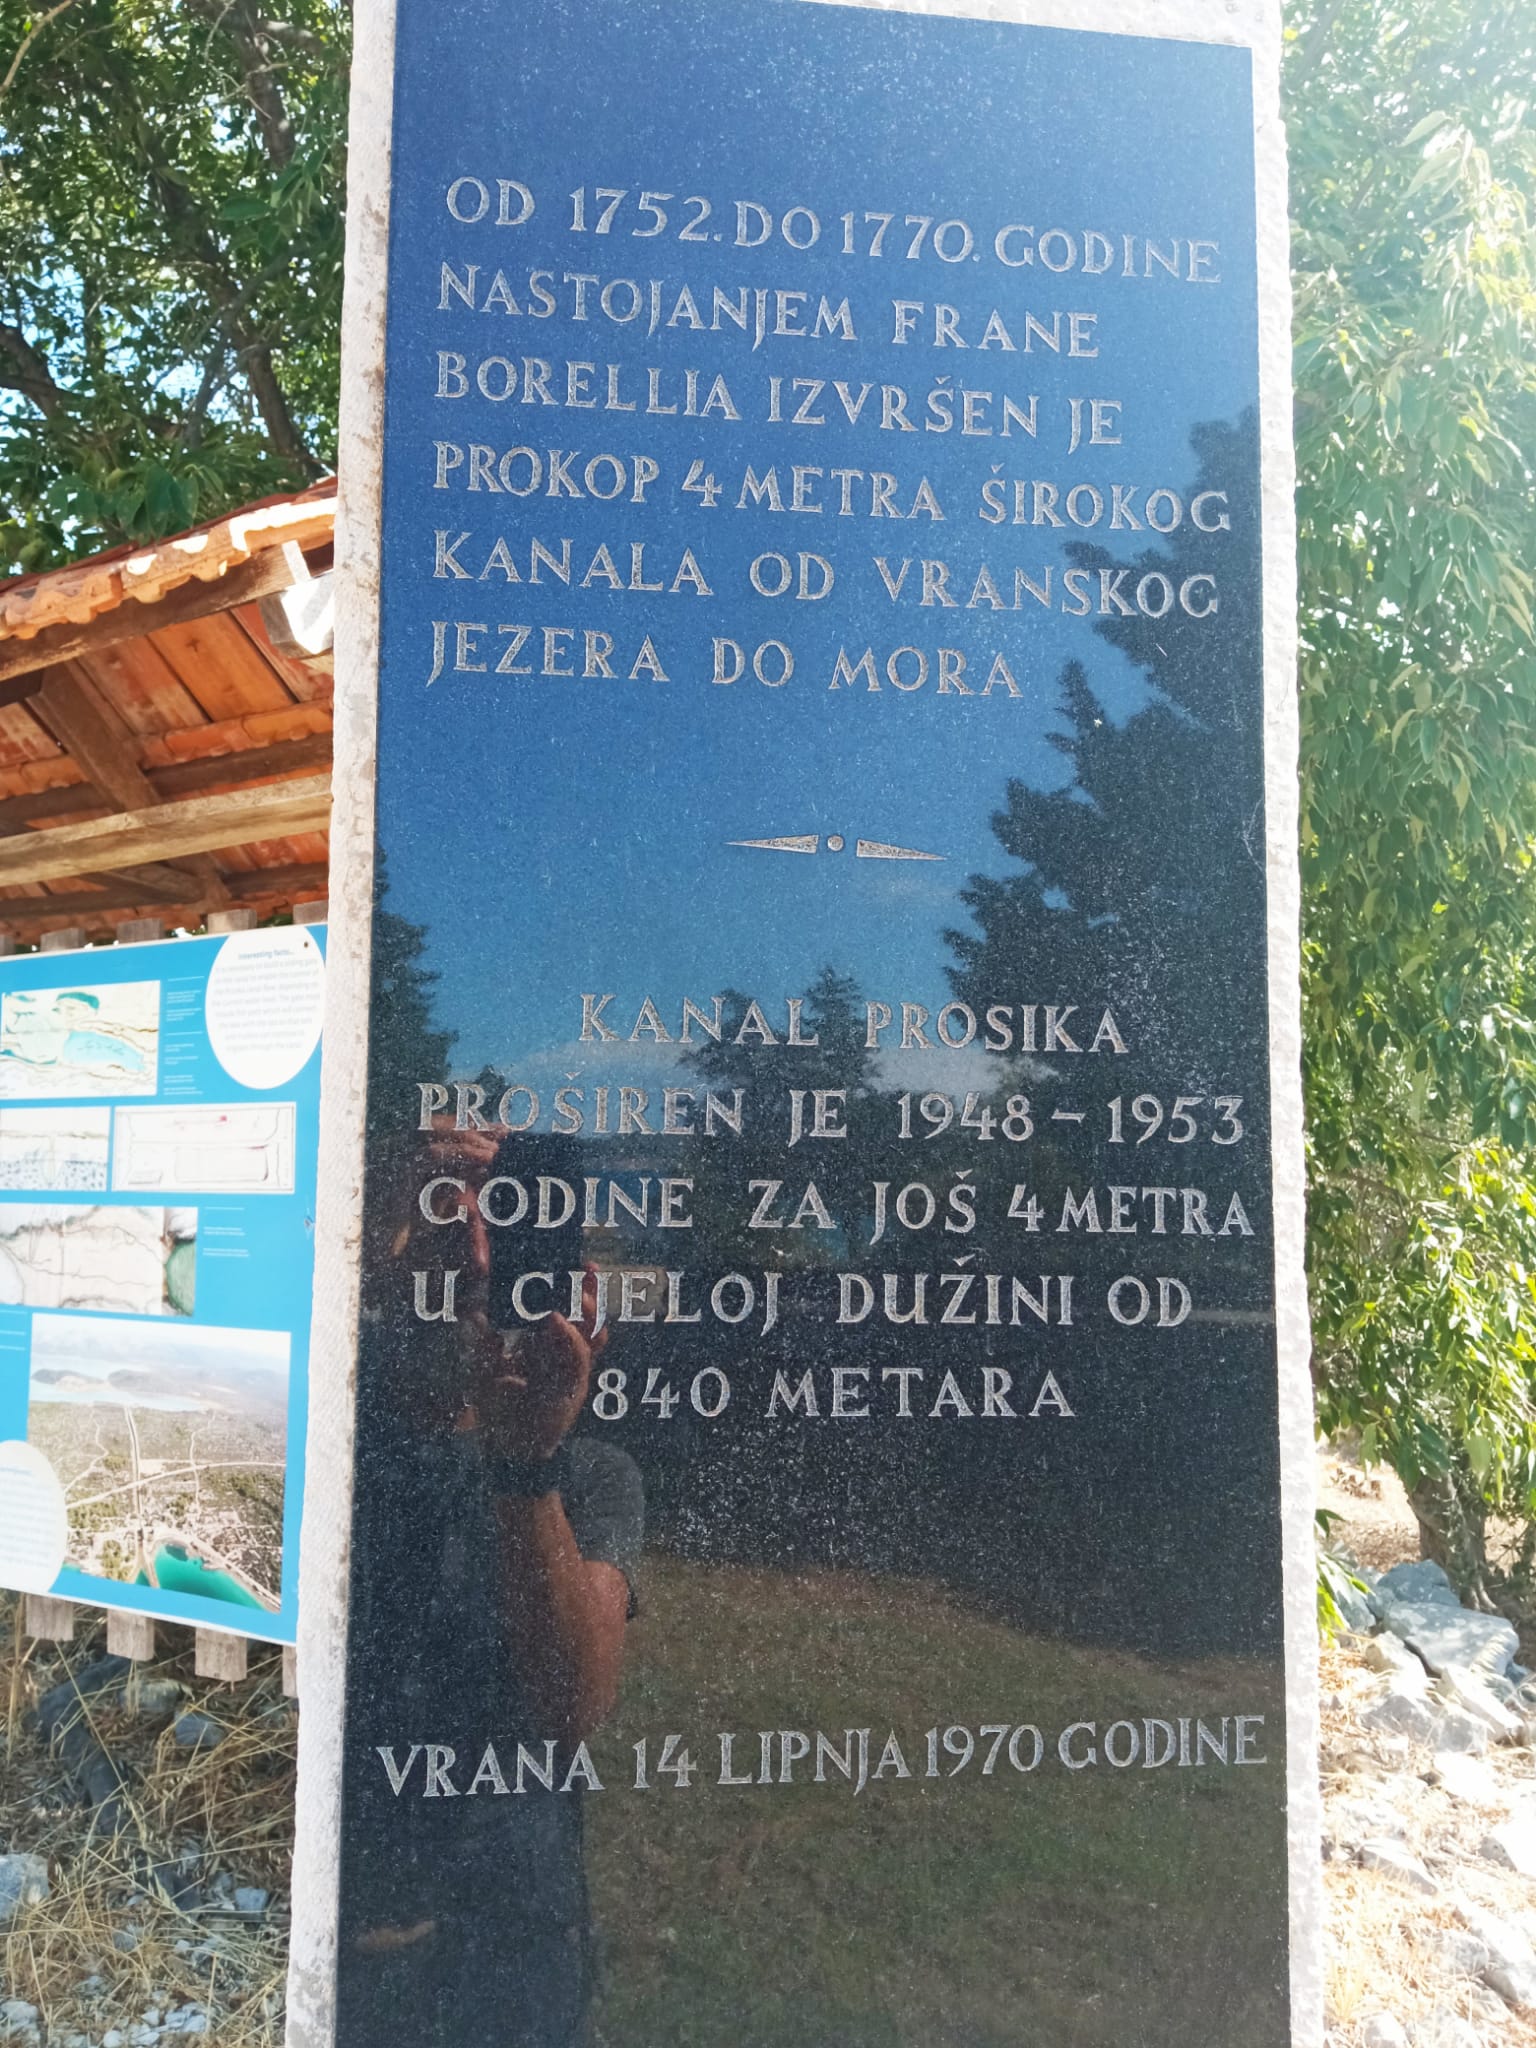 OD 1752. DO 1770. GODINE
NASTOJANJEM FRANE
BORELLIA IZVRŠEN JE
PROKOP 4 METRA ŠIROKOG
KANALA OD VRANSKOG
JEZERA DO MORA
KANAL PROSIKA
PROŠIREN JE 1948 - 1953
GODINE ZA JOŠ 4 METRA
U CIJELOJ DUŽINI OD
840 METARA
VRANA 14 LIPNJA 1970 GODINE
Interesting facts...